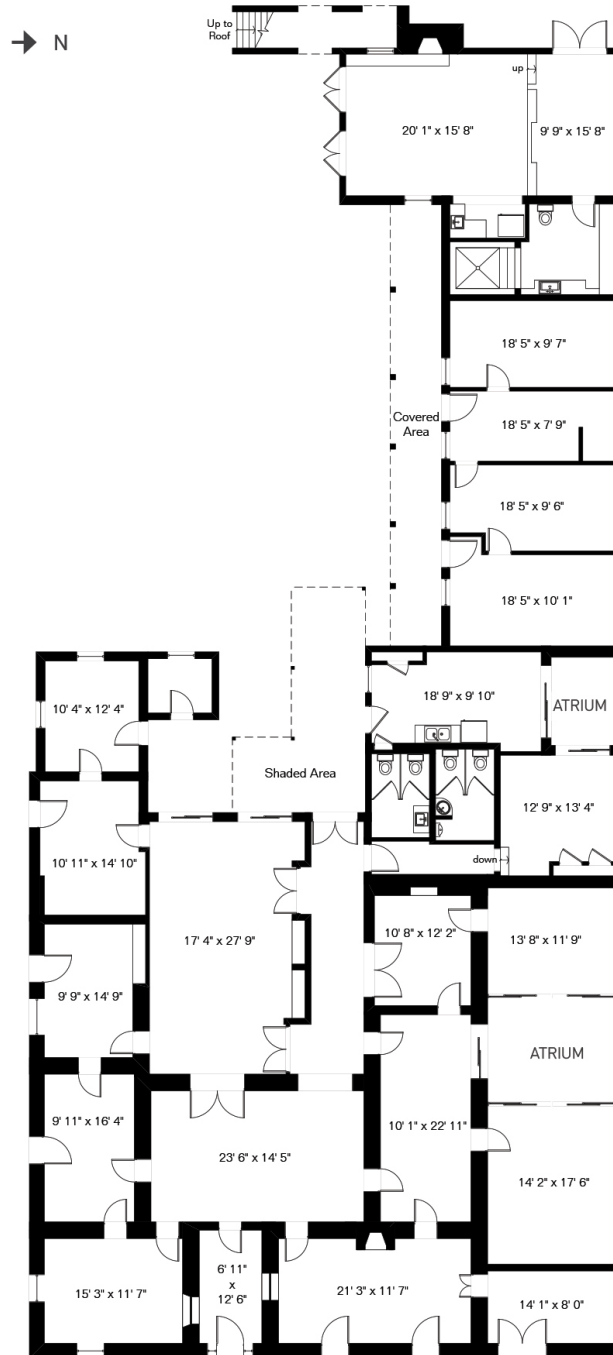 N
Up to
Roof
up
20' 1" x 15' 8"
9' 9" x 15' 8"
18' 5" x 9' 7"
Covered
Area
18' 5" x 7' 9"
18' 5" x 9' 6"
18' 5" x 10' 1"
10' 4" x 12' 4"
18' 9" x 9' 10"
ATRIUM
Shaded Area
12' 9" x 13' 4"
10' 11" x 14' 10"
down
10' 8" x 12' 2"
17' 4" x 27' 9"
13' 8" x 11' 9"
9' 9" x 14' 9"
ATRIUM
9' 11" x 16' 4"
10' 1" x 22' 11"
23' 6" x 14' 5"
14' 2" x 17' 6"
15' 3" x 11' 7"
6' 11"
x
12' 6"
21' 3" x 11' 7"
14' 1" x 8' 0"